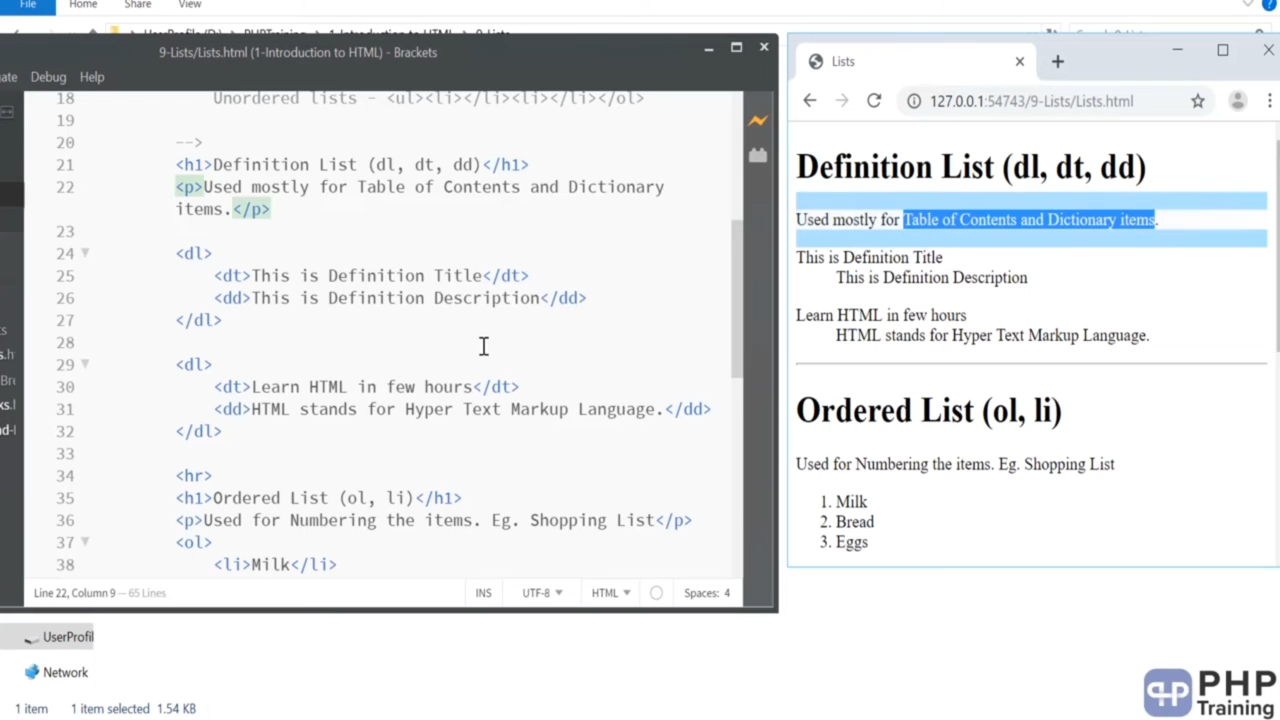 File Home Share View
9-Lists/Lists.html (1-Introduction to HTML) - Brackets
Debug Help
18 Unordered lists - <ul><li></li><li></li></ol>
19
20 -->
21 <h1>Definition List (dl, dt, dd)</h1>
22 <p>Used mostly for Table of Contents and Dictionary
items.</p>
23
24 <dl>
25 <dt>This is Definition Title</dt>
26 <dd>This is Definition Description</dd>
27 </dl>
28
29 <dl>
30 <dt>Learn HTML in few hours</dt>
31 <dd>HTML stands for Hyper Text Markup Language.</dd>
32 </dl>
33
34 <hr>
35 <h1>Ordered List (ol, li)</h1>
36 <p>Used for Numbering the items. Eg. Shopping List</p>
37 <ol>
38 <li>Milk</li>
Line 22, Column 9 — 65 Lines
INS UTF-8 HTML Spaces: 4
Lists
127.0.0.1:54743/9-Lists/Lists.html
Definition List (dl, dt, dd)
Used mostly for Table of Contents and Dictionary items.
This is Definition Title
This is Definition Description
Learn HTML in few hours
HTML stands for Hyper Text Markup Language.
Ordered List (ol, li)
Used for Numbering the items. Eg. Shopping List
1. Milk
2. Bread
3. Eggs
UserProfil
Network
1 item 1 item selected 1.54 KB
PHP
Training